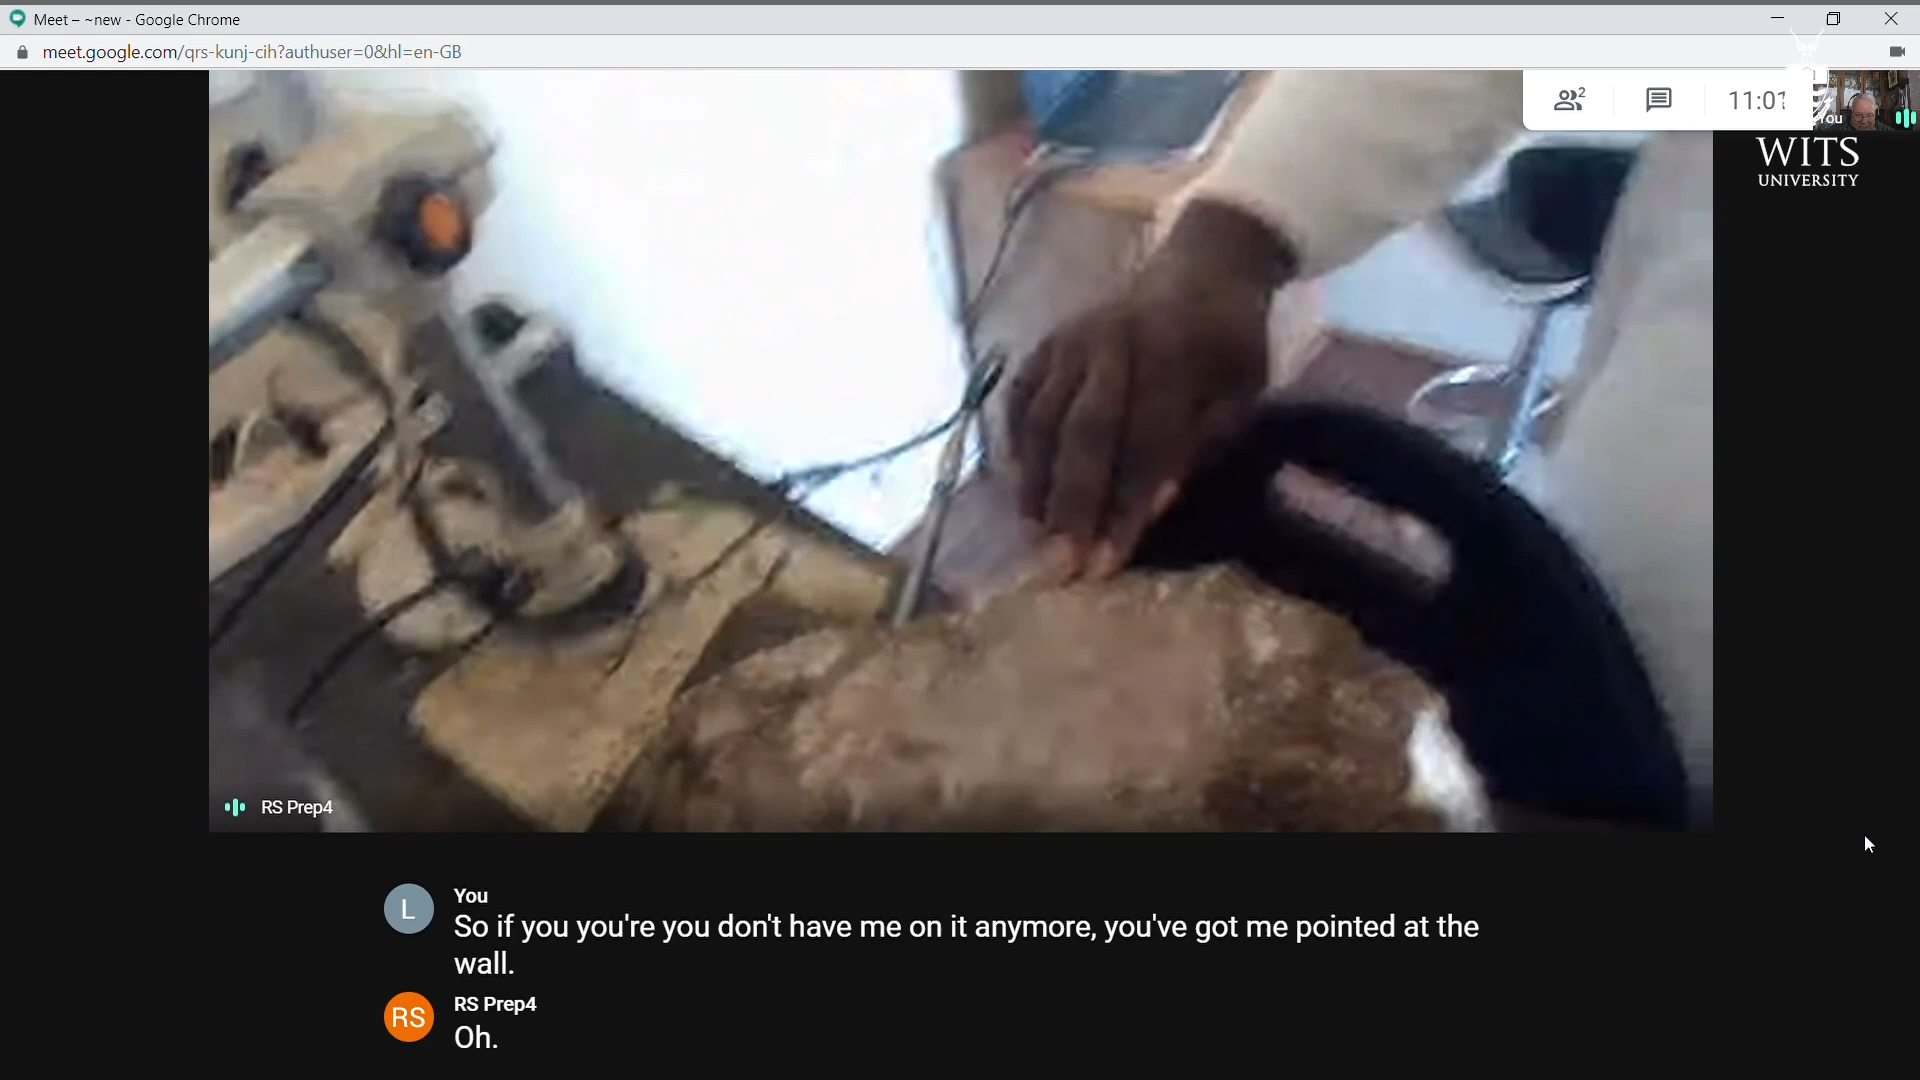 Meet – ~new - Google Chrome
meet.google.com/qrs-kunj-cih?authuser=0&hl=en-GB
2
11:01
You
WITS
UNIVERSITY
RS Prep4
L
You
So if you you're you don't have me on it anymore, you've got me pointed at the
wall.
RS
RS Prep4
Oh.